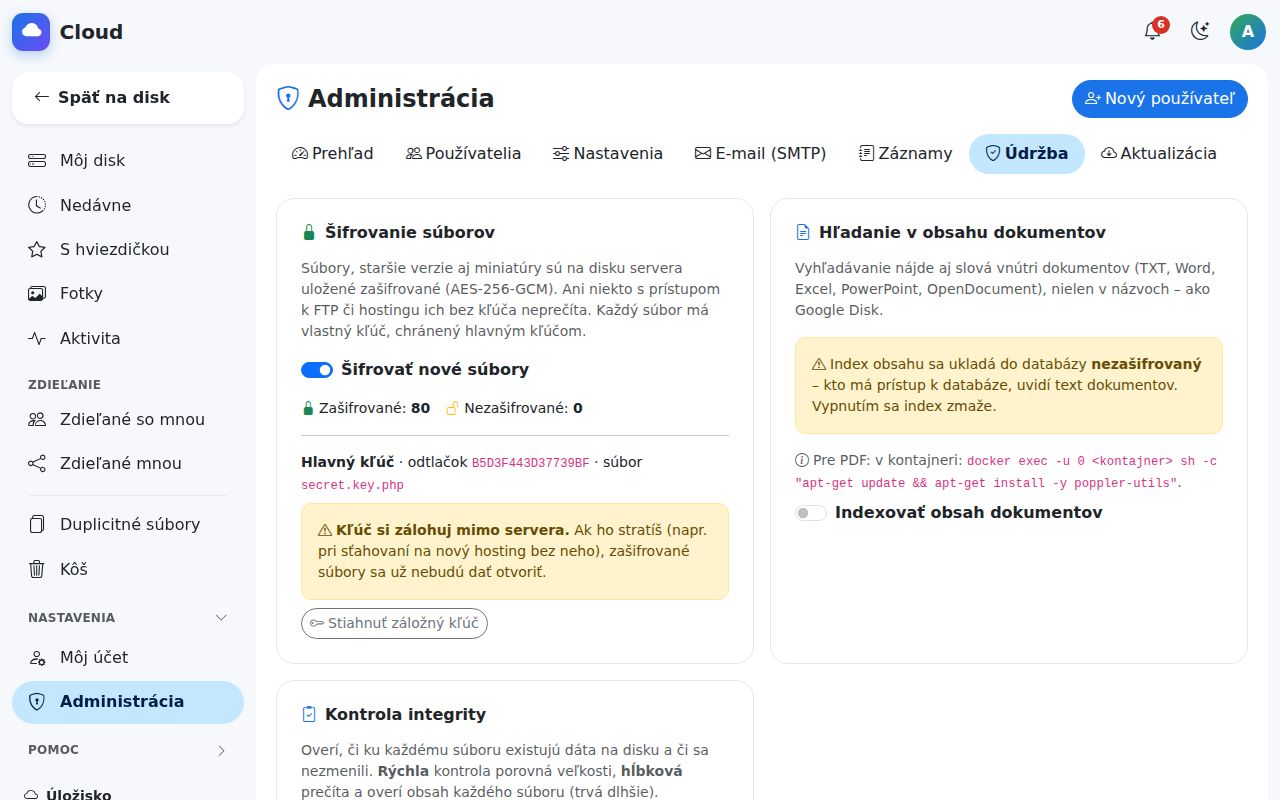 Cloud
6
A
Späť na disk
Môj disk
Nedávne
S hviezdičkou
Fotky
Aktivita
ZDIEĽANIE
Zdieľané so mnou
Zdieľané mnou
Duplicitné súbory
Kôš
NASTAVENIA
Môj účet
Administrácia
POMOC
Úložisko
Administrácia
Nový používateľ
Prehľad
Používatelia
Nastavenia
E-mail (SMTP)
Záznamy
Údržba
Aktualizácia
Šifrovanie súborov
Súbory, staršie verzie aj miniatúry sú na disku servera
uložené zašifrované (AES-256-GCM). Ani niekto s prístupom
k FTP či hostingu ich bez kľúča neprečíta. Každý súbor má
vlastný kľúč, chránený hlavným kľúčom.
Šifrovať nové súbory
Zašifrované: 80 Nezašifrované: 0
Hlavný kľúč · odtlačok B5D3F443D37739BF · súbor
secret.key.php
Kľúč si zálohuj mimo servera. Ak ho stratíš (napr.
pri sťahovaní na nový hosting bez neho), zašifrované
súbory sa už nebudú dať otvoriť.
Stiahnuť záložný kľúč
Hľadanie v obsahu dokumentov
Vyhľadávanie nájde aj slová vnútri dokumentov (TXT, Word,
Excel, PowerPoint, OpenDocument), nielen v názvoch – ako
Google Disk.
Index obsahu sa ukladá do databázy nezašifrovaný
– kto má prístup k databáze, uvidí text dokumentov.
Vypnutím sa index zmaže.
Pre PDF: v kontajneri: docker exec -u 0 <kontajner> sh -c
"apt-get update && apt-get install -y poppler-utils".
Indexovať obsah dokumentov
Kontrola integrity
Overí, či ku každému súboru existujú dáta na disku a či sa
nezmenili. Rýchla kontrola porovná veľkosti, hĺbková
prečíta a overí obsah každého súboru (trvá dlhšie).